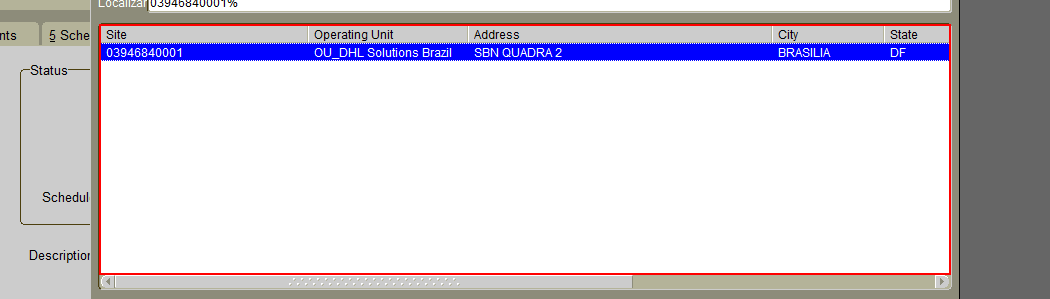 Localizar 03946840001%
nts 5 Sche
Site Operating Unit Address City State
03946840001 OU_DHL Solutions Brazil SBN QUADRA 2 BRASILIA DF
Status
Schedul
Description